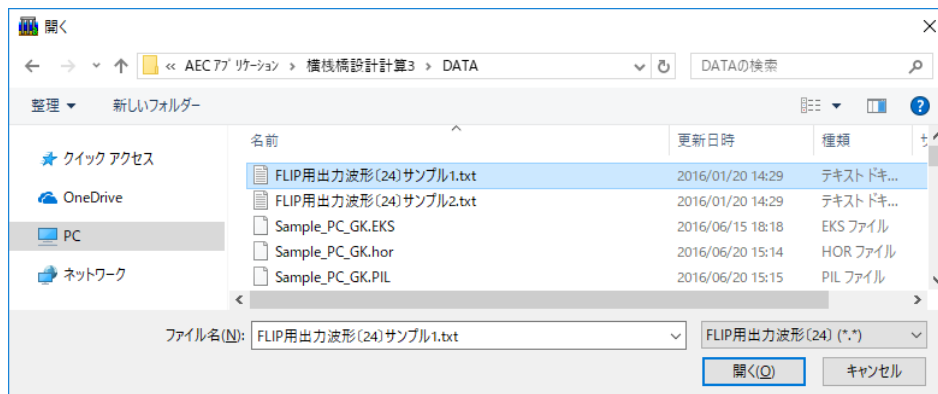 開く
« AEC アプリケーション › 横桟橋設計計算3 › DATA
DATAの検索
整理 新しいフォルダー
名前 更新日時 種類
クイック アクセス
OneDrive
PC
ネットワーク
FLIP用出力波形〔24〕サンプル1.txt 2016/01/20 14:29 テキスト ドキ...
FLIP用出力波形〔24〕サンプル2.txt 2016/01/20 14:29 テキスト ドキ...
Sample_PC_GK.EKS 2016/06/15 18:18 EKS ファイル
Sample_PC_GK.hor 2016/06/20 15:14 HOR ファイル
Sample_PC_GK.PIL 2016/06/20 15:15 PIL ファイル
ファイル名(N): FLIP用出力波形〔24〕サンプル1.txt FLIP用出力波形〔24〕 (*.*)
開く(O) キャンセル